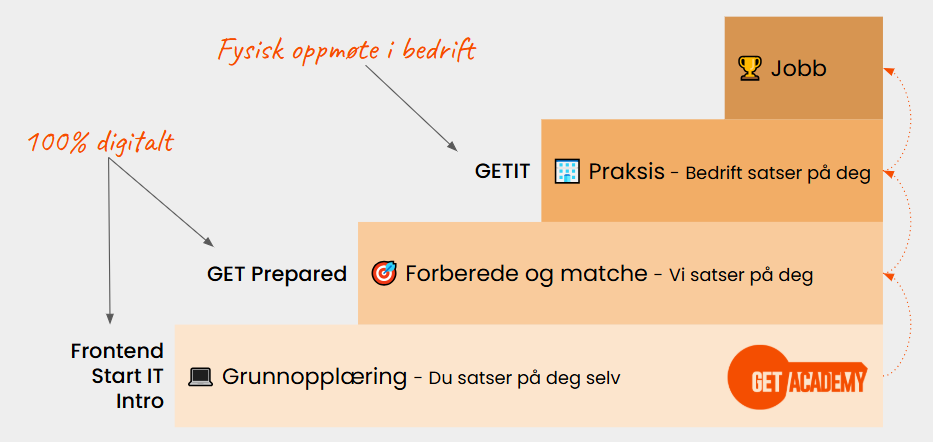 Fysisk oppmøte i bedrift
Jobb
100% digitalt
GETIT
Praksis - Bedrift satser på deg
GET Prepared
Forberede og matche - Vi satser på deg
Frontend
Start IT
Intro
Grunnopplæring - Du satser på deg selv
GET ACADEMY